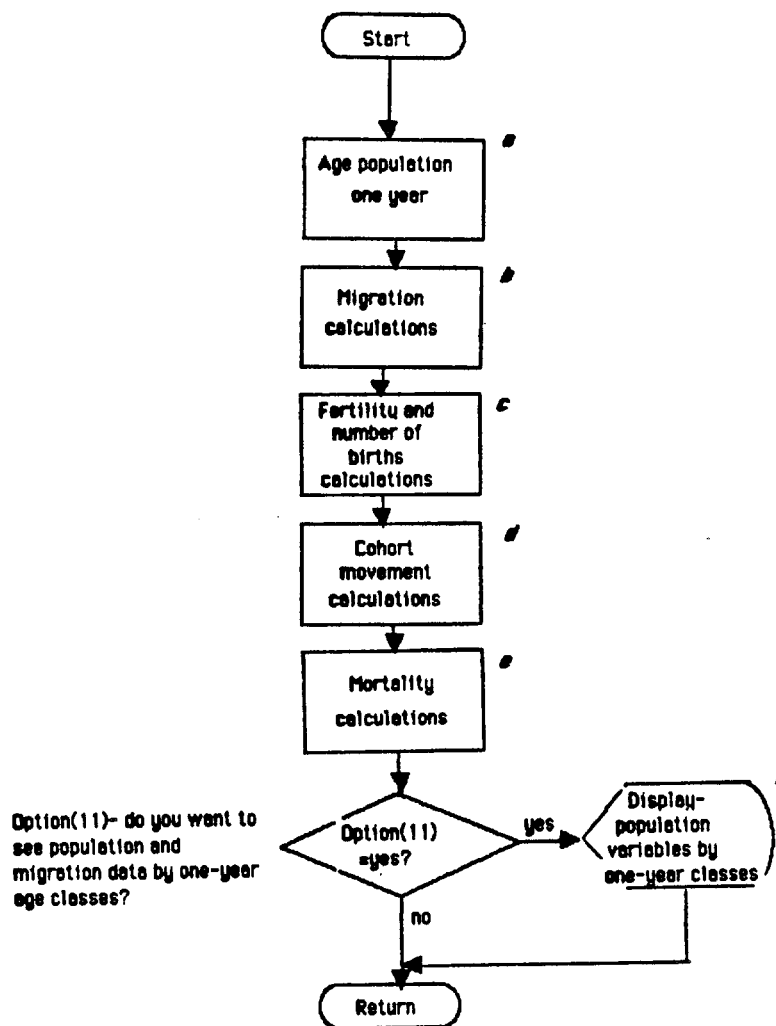 Start
a
Age population
one year
b
Migration
calculations
c
Fertility and
number of
births
calculations
d
Cohort
movement
calculations
e
Mortality
calculations
Option(11)- do you want to
see population and
migration data by one-year
age classes?
Option(11)
=yes?
yes
Display-
population
variables by
one-year classes
no
Return